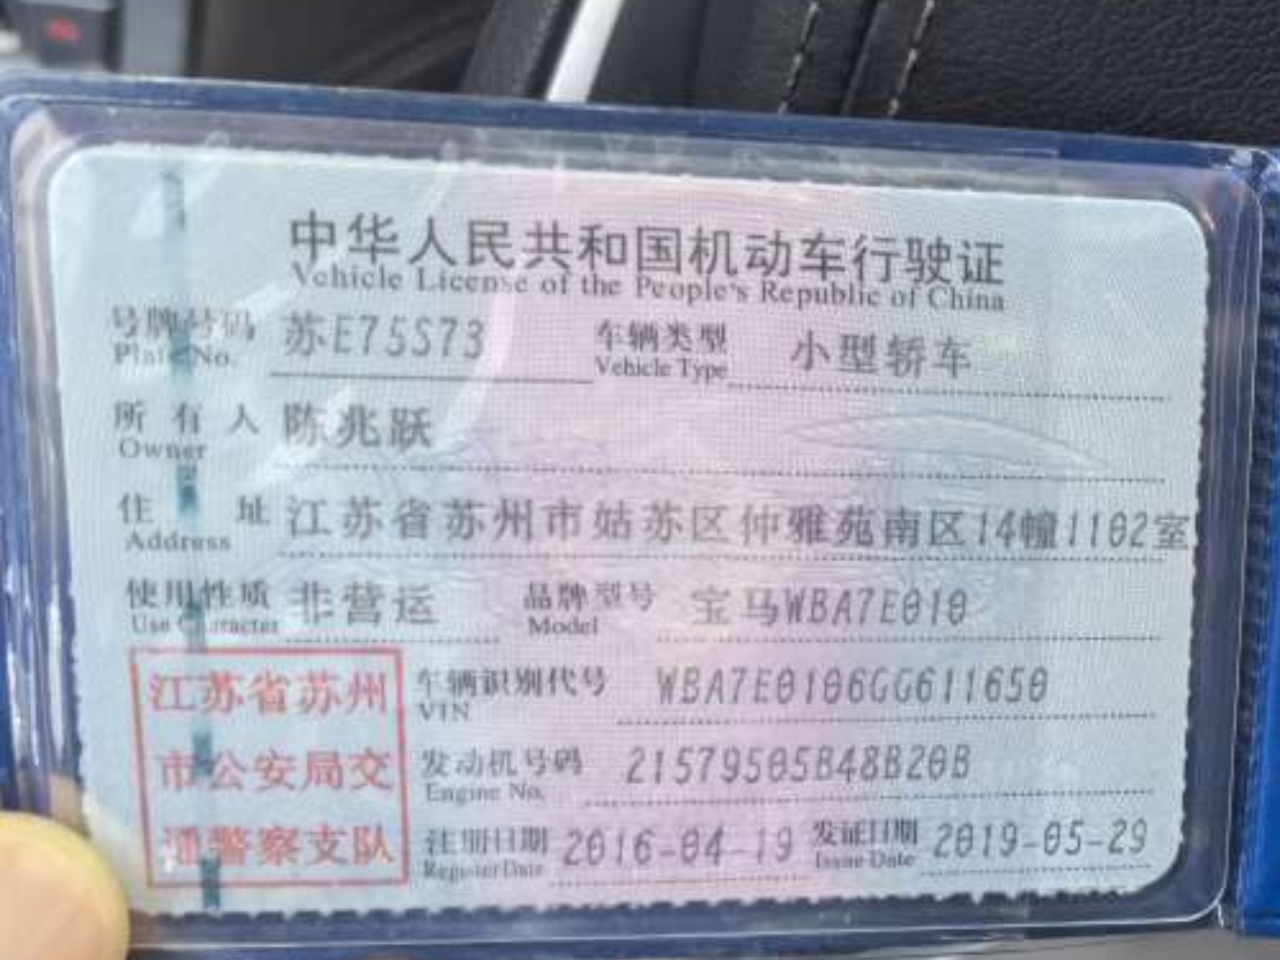 中华人民共和国机动车行驶证
Vehicle License of the People's Republic of China
号牌号码 苏E75S73 车辆类型 小型轿车
Plate No. Vehicle Type
所有人 陈兆跃
Owner
住址 江苏省苏州市姑苏区仲雅苑南区14幢1102室
Address
使用性质 非营运 品牌型号 宝马WBA7E010
Use Character Model
江苏省苏州 车辆识别代号 WBA7E0106GG611650
VIN
市公安局交 发动机号码 21579505B48B20B
Engine No.
通警察支队 注册日期 2016-04-19 发证日期 2019-05-29
Register Date Issue Date